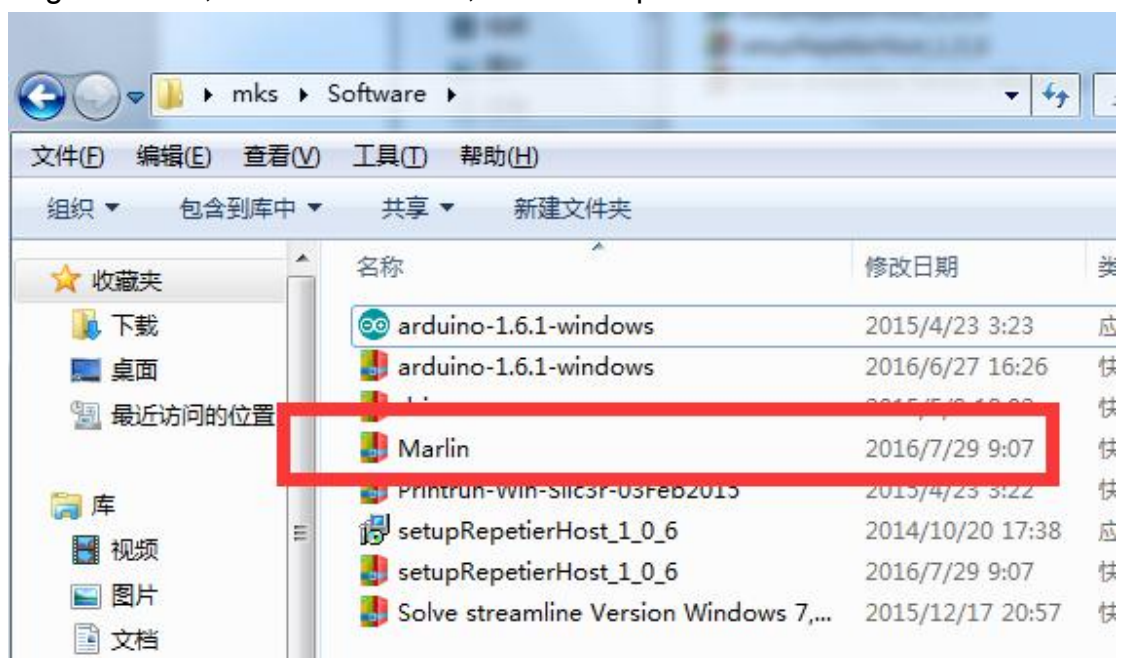 mks Software
文件(F) 编辑(E) 查看(V) 工具(T) 帮助(H)
组织 包含到库中 共享 新建文件夹
名称 修改日期
收藏夹
下载
桌面
最近访问的位置
库
视频
图片
文档
arduino-1.6.1-windows 2015/4/23 3:23
arduino-1.6.1-windows 2016/6/27 16:26
Marlin 2016/7/29 9:07
Printrun-Win-Slic3r-03Feb2015 2015/4/23 3:22
setupRepetierHost_1_0_6 2014/10/20 17:38
setupRepetierHost_1_0_6 2016/7/29 9:07
Solve streamline Version Windows 7,... 2015/12/17 20:57